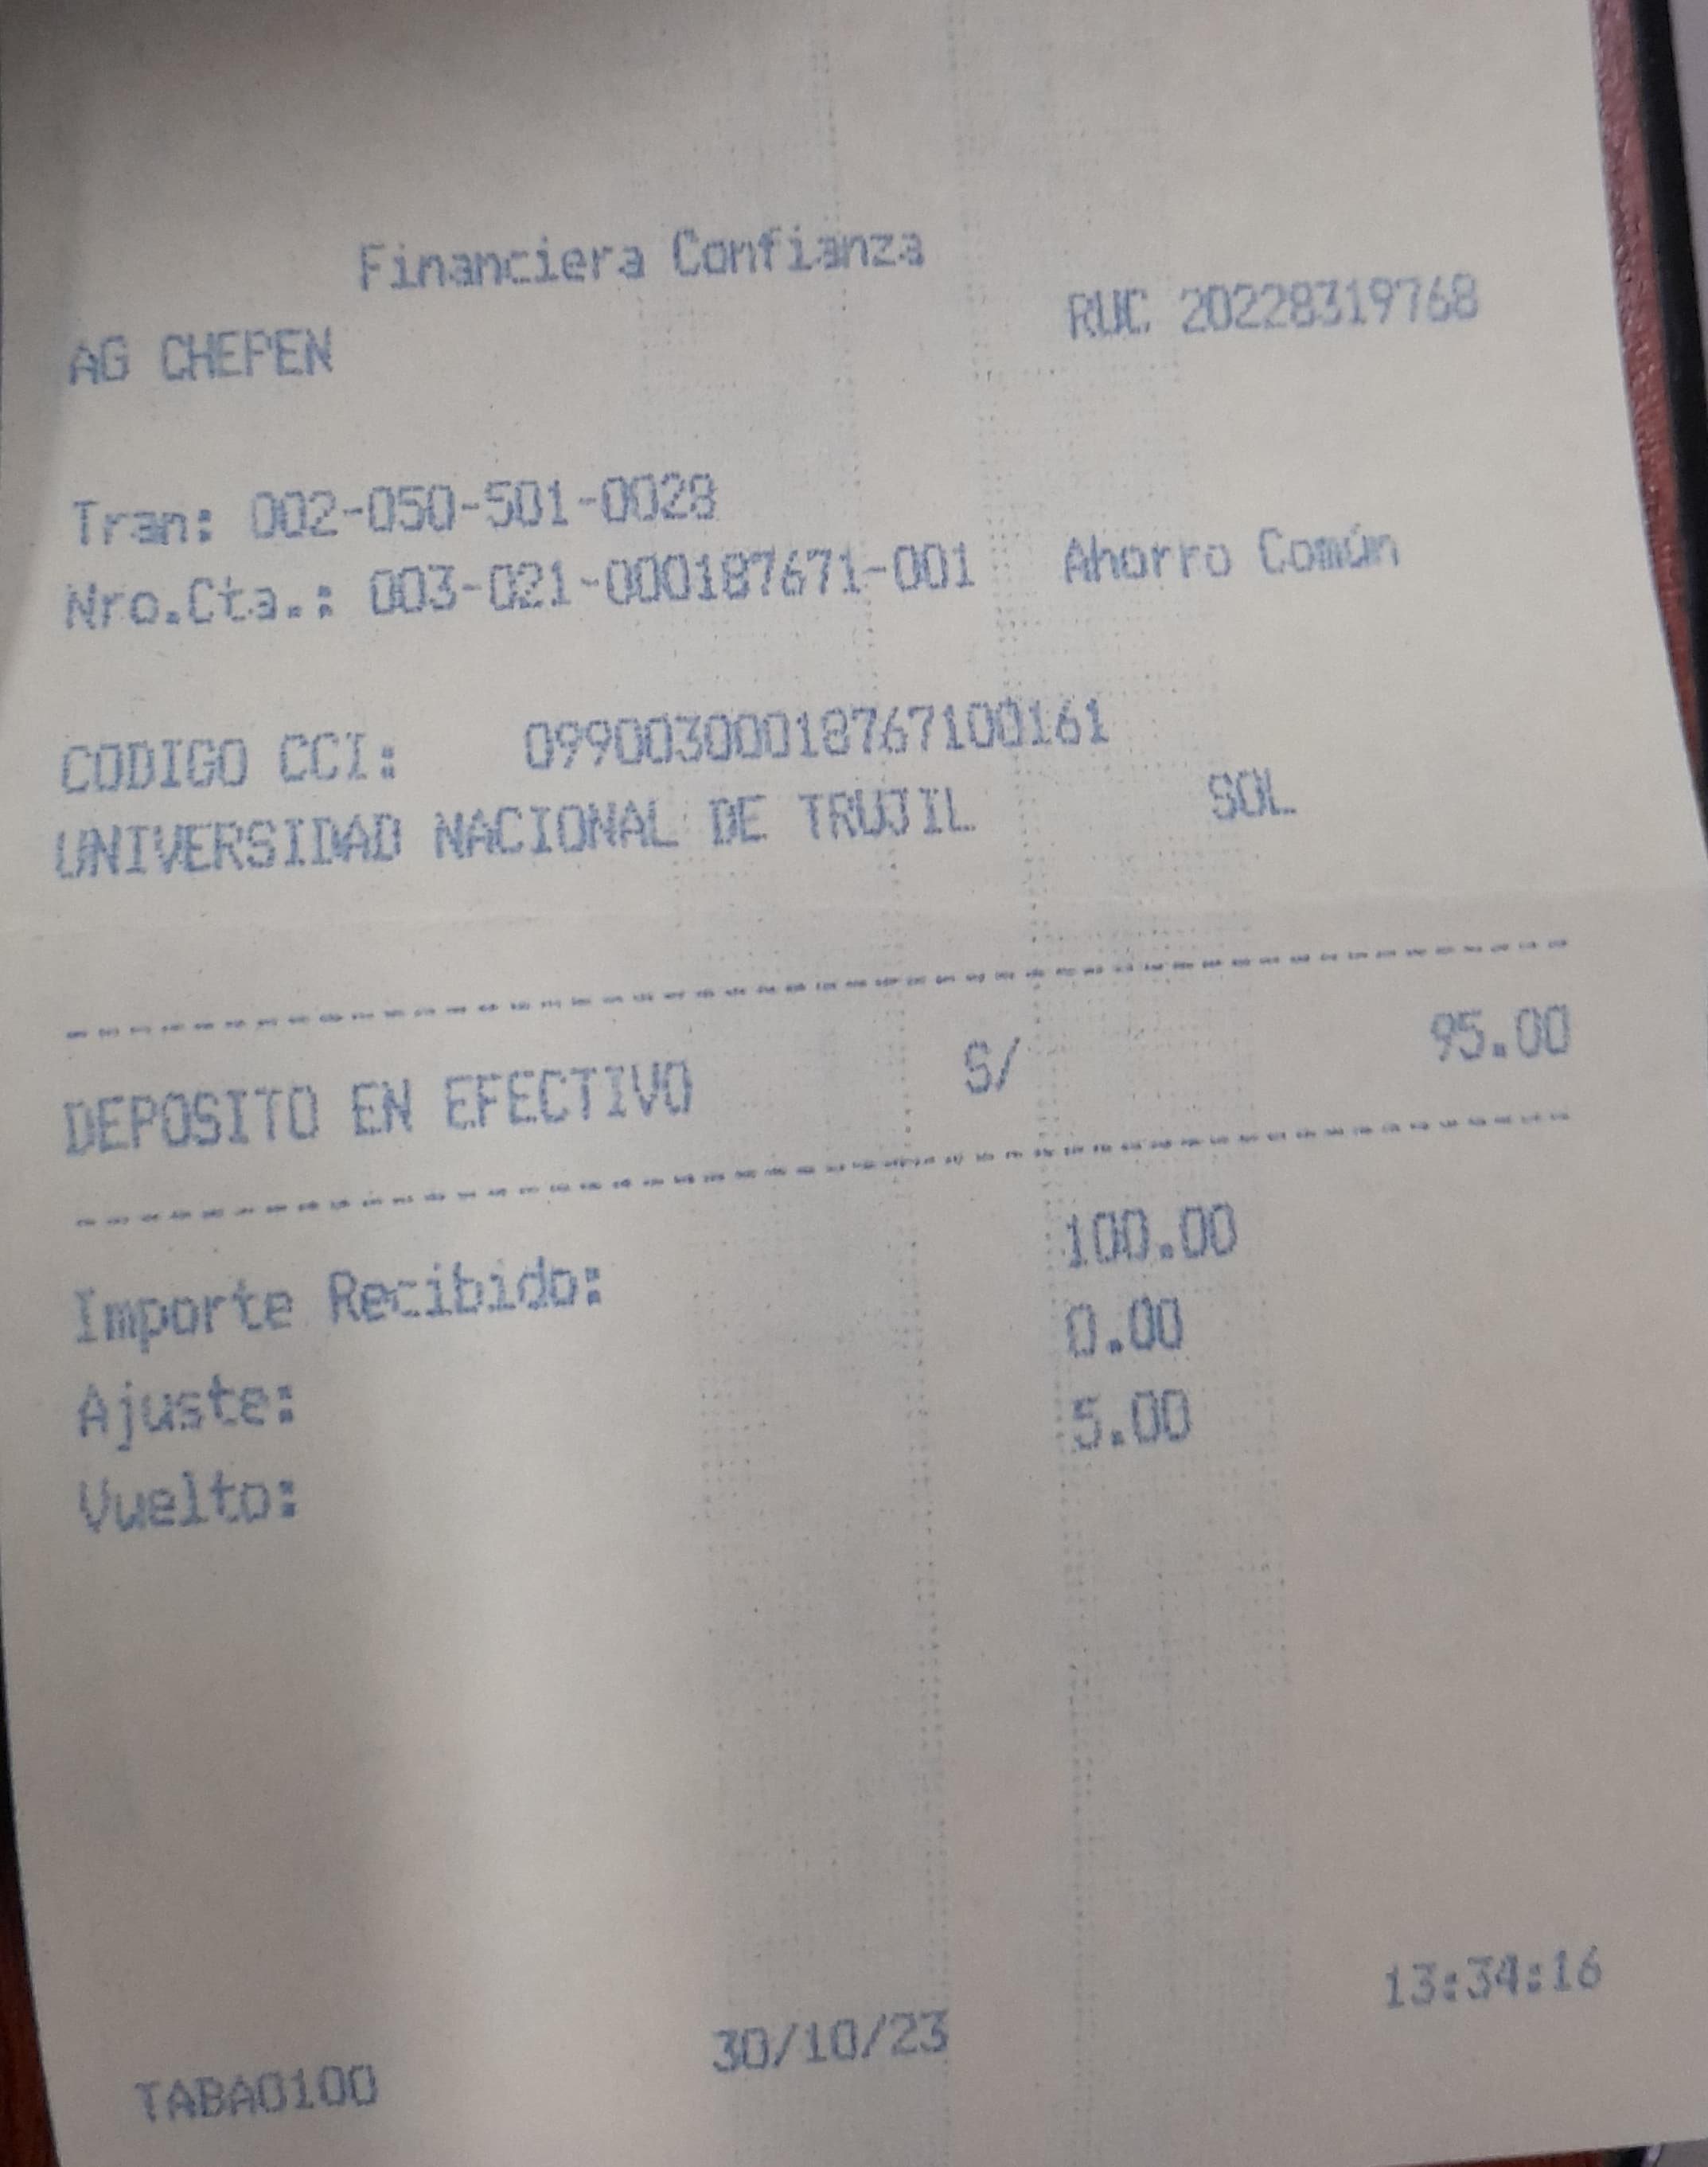 Financiera Confianza
AG CHEPEN RUC 20228319768
Tran: 002-050-501-0028
Nro.Cta.: 003-021-000187671-001 Ahorro Común
CODIGO CCI: 09900300018767100161
UNIVERSIDAD NACIONAL DE TRUJIL SOL
DEPOSITO EN EFECTIVO S/ 95.00
Importe Recibido: 100.00
Ajuste: 0.00
Vuelto: 5.00
TABA0100 30/10/23 13:34:16